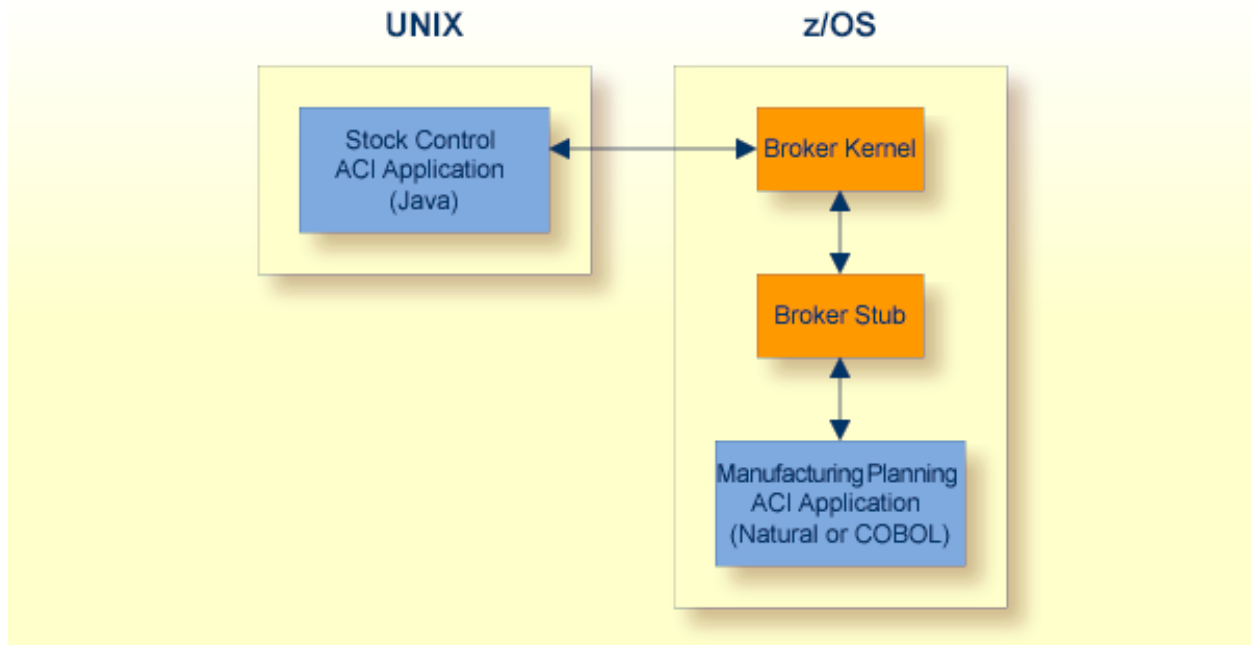 UNIX
z/OS
Stock Control
ACI Application
(Java)
Broker Kernel
Broker Stub
Manufacturing Planning
ACI Application
(Natural or COBOL)